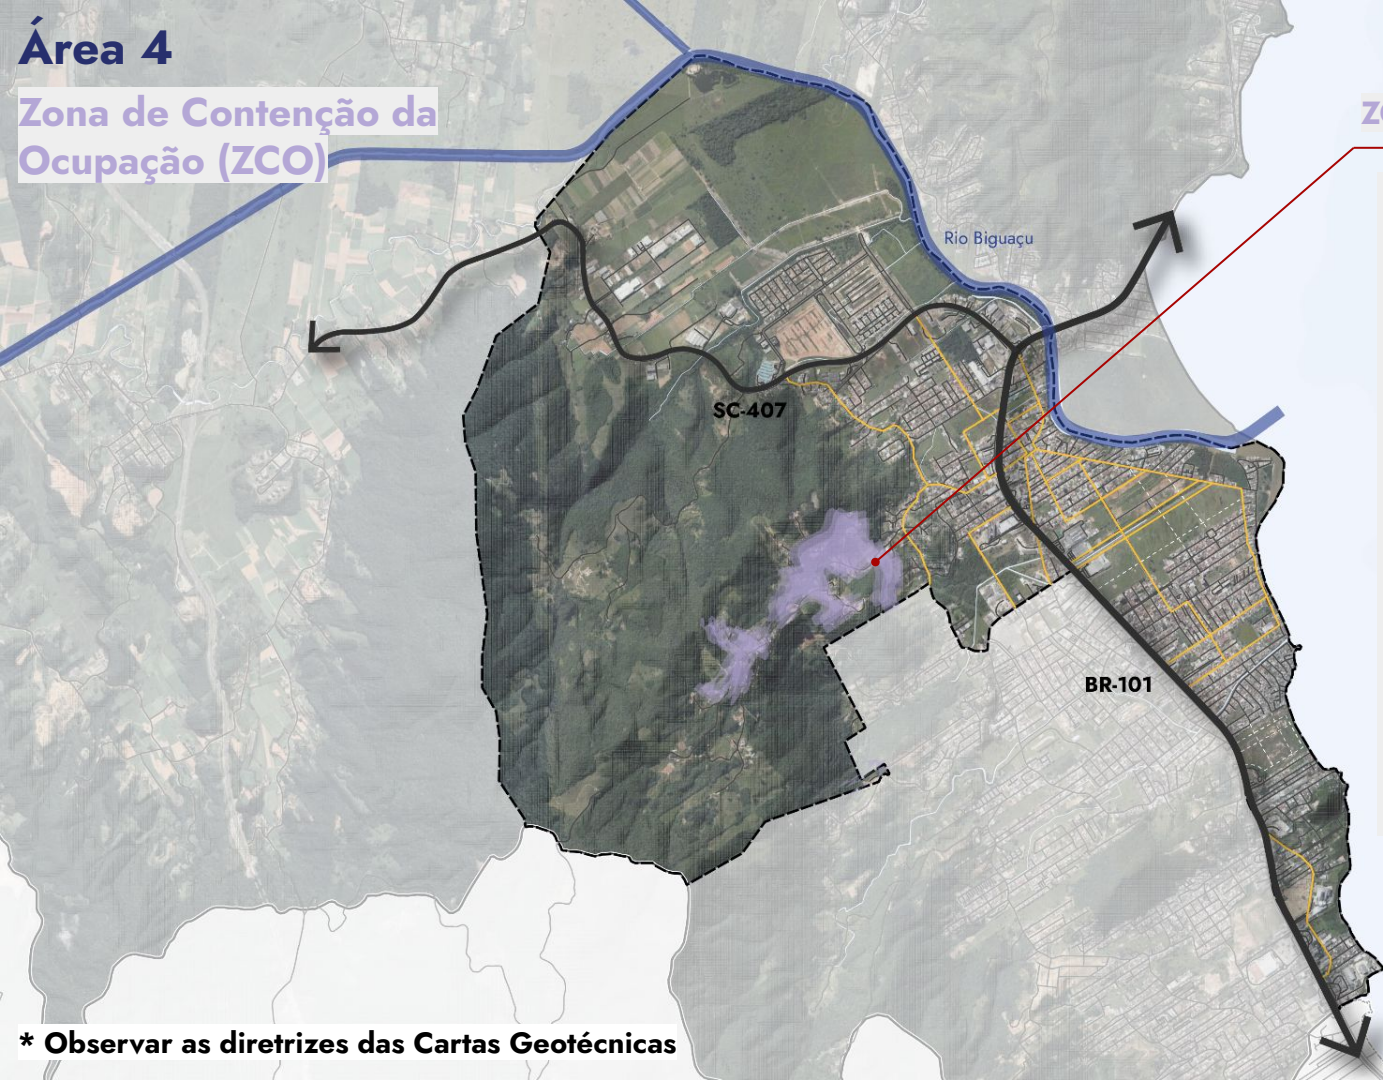 Área 4
Zona de Contenção da
Ocupação (ZCO)
Rio Biguaçu
SC-407
BR-101
* Observar as diretrizes das Cartas Geotécnicas